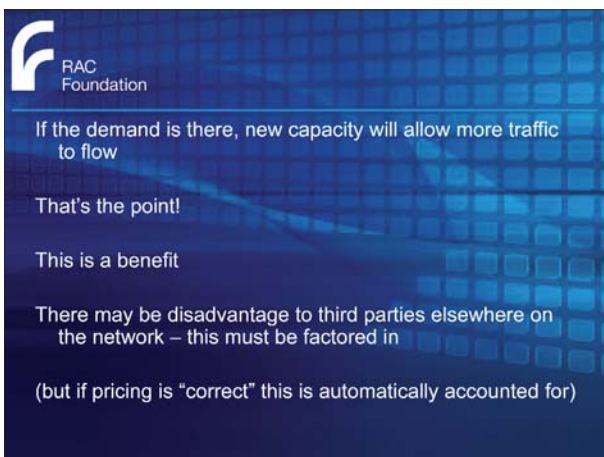 RAC
Foundation
If the demand is there, new capacity will allow more traffic
to flow
That's the point!
This is a benefit
There may be disadvantage to third parties elsewhere on
the network – this must be factored in
(but if pricing is “correct” this is automatically accounted for)